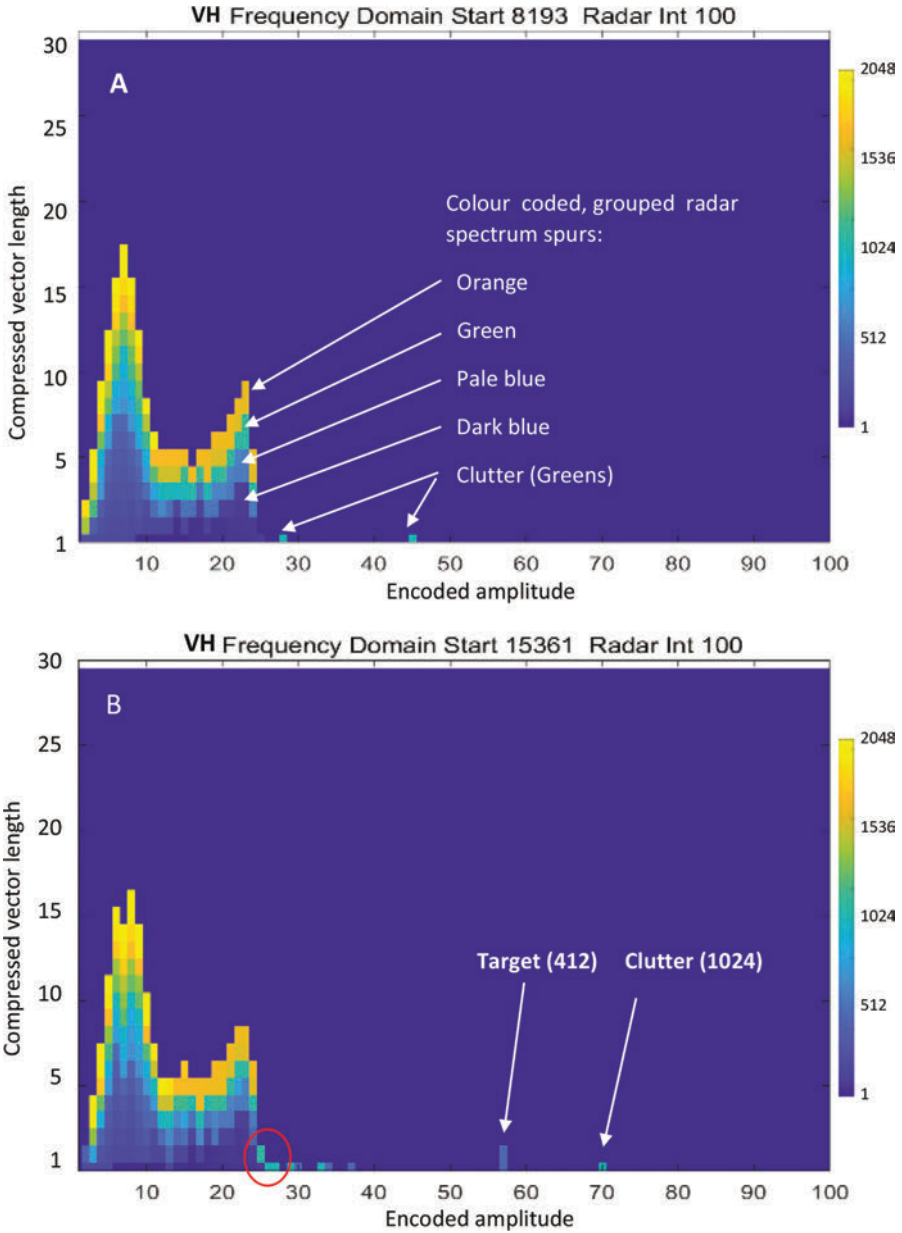 VH Frequency Domain Start 8193 Radar Int 100
A
30
25
20
15
10
5
1
Compressed vector length
Colour coded, grouped radar
spectrum spurs:
Orange
Green
Pale blue
Dark blue
Clutter (Greens)
2048
1536
1024
512
1
10 20 30 40 50 60 70 80 90 100
Encoded amplitude
VH Frequency Domain Start 15361 Radar Int 100
B
30
25
20
15
10
5
1
Compressed vector length
Target (412) Clutter (1024)
2048
1536
1024
512
1
10 20 30 40 50 60 70 80 90 100
Encoded amplitude